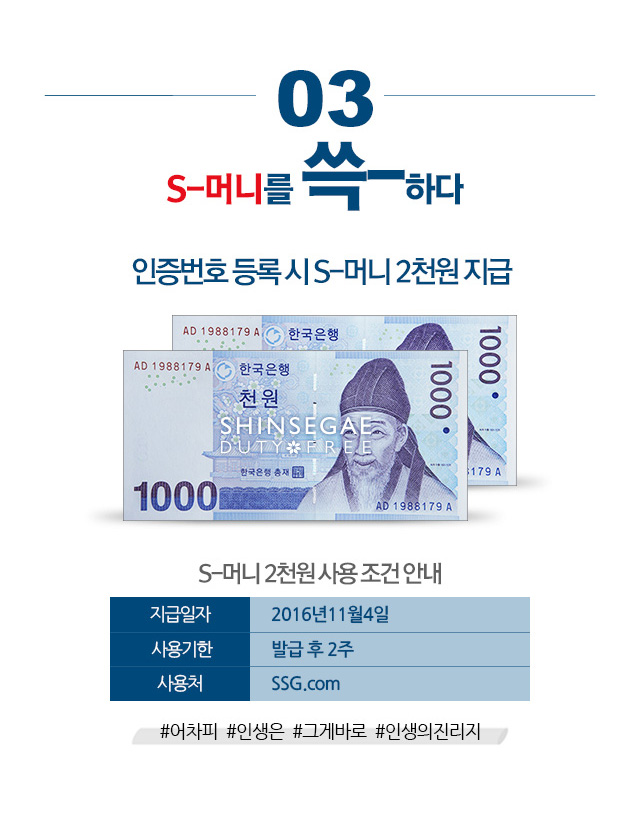 03
S-머니를 쓱-하다
인증번호 등록 시 S-머니 2천원 지급
AD 1988179 A
한국은행
1000
AD 1988179 A
한국은행
1000
천원
SHINSEGAE
DUTY FREE
한국은행 총재
179 A
1000
AD 1988179 A
S-머니 2천원 사용 조건 안내
지급일자 2016년11월4일
사용기한 발급 후 2주
사용처 SSG.com
#어차피 #인생은 #그게바로 #인생의진리지